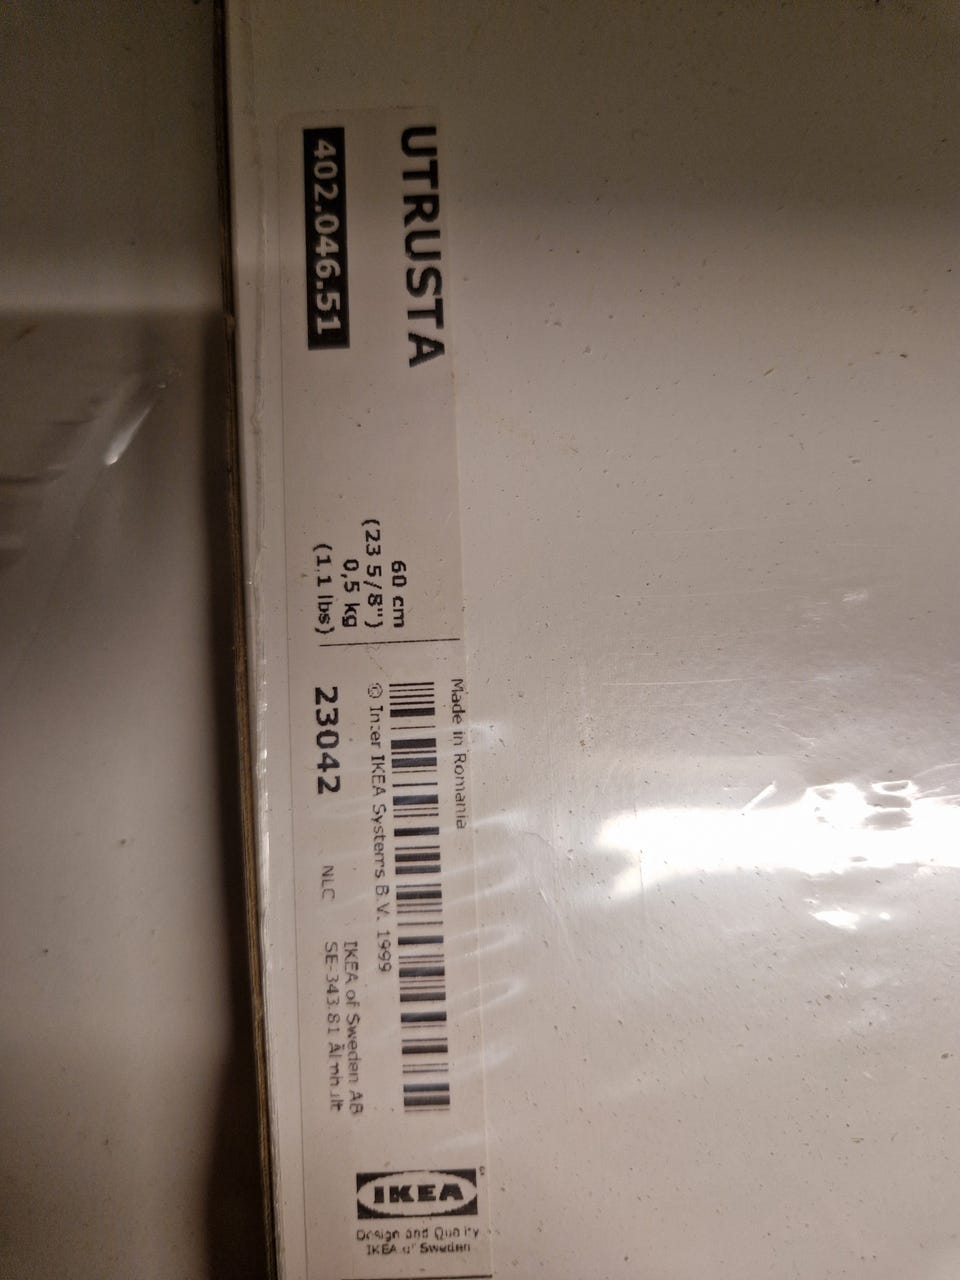 UTRUSTA
402.046.51
60 cm
(23 5/8")
0,5 kg
(1.1 lbs)
Made in Romania
© Inter IKEA Systems B.V. 1999
23042
NLC
IKEA of Sweden AB
SE-343 81 Älmhult
IKEA
Design and Quality
IKEA of Sweden